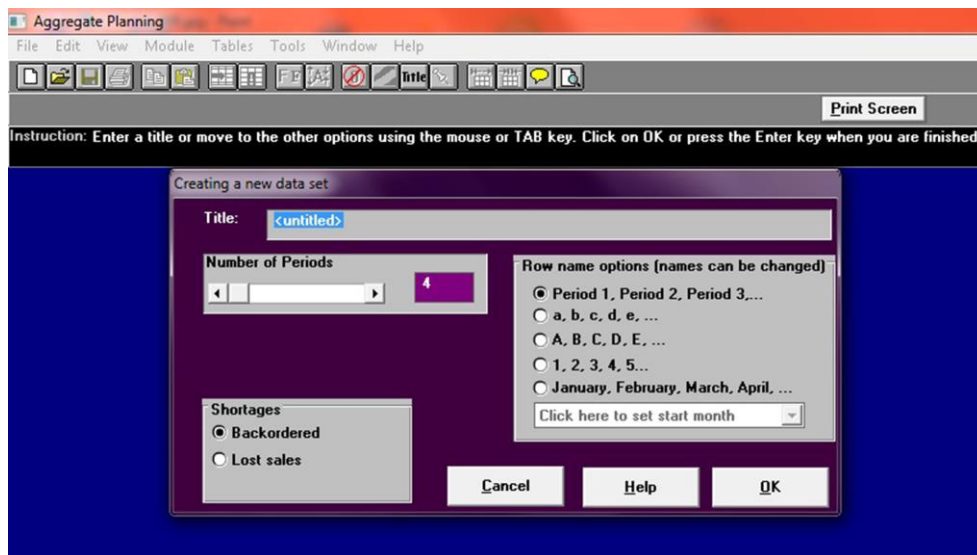 Aggregate Planning
File Edit View Module Tables Tools Window Help
Title
Print Screen
Instruction: Enter a title or move to the other options using the mouse or TAB key. Click on OK or press the Enter key when you are finished
Creating a new data set
Title: <untitled>
Number of Periods
4
Row name options (names can be changed)
Period 1, Period 2, Period 3,...
a, b, c, d, e, ...
A, B, C, D, E, ...
1, 2, 3, 4, 5...
January, February, March, April, ...
Click here to set start month
Shortages
Backordered
Lost sales
Cancel Help OK